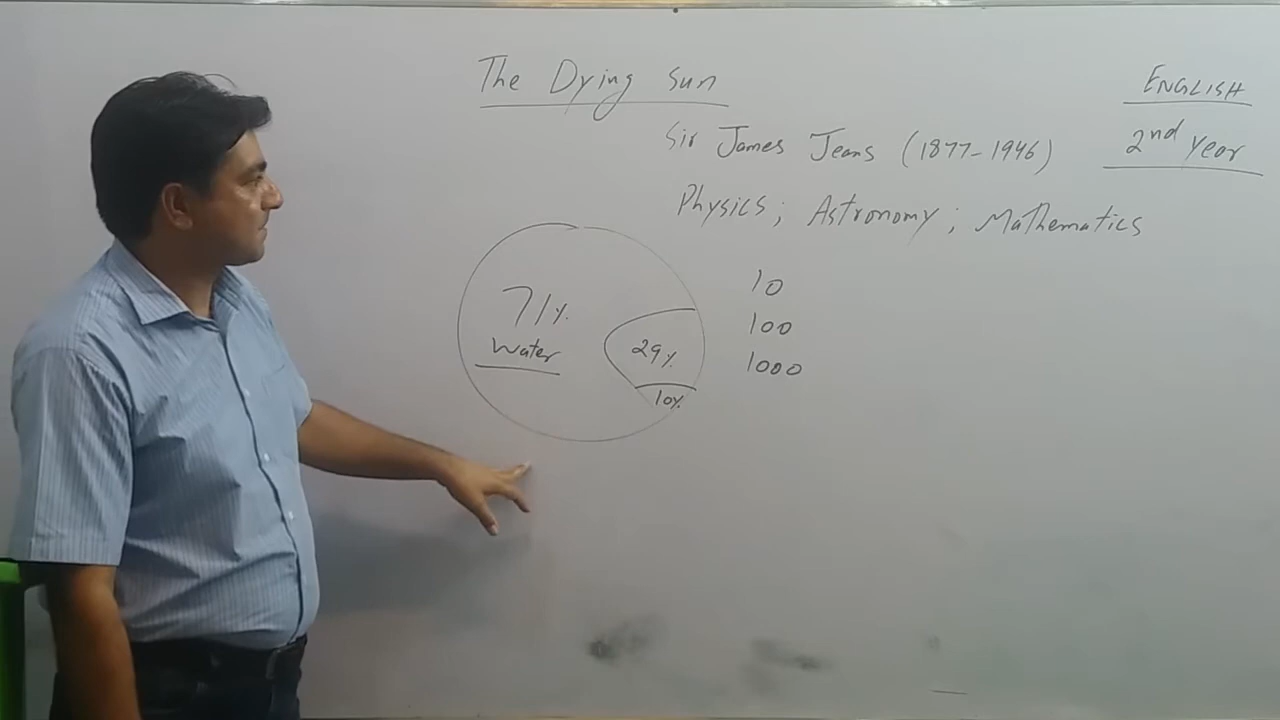 The Dying Sun
ENGLISH
2nd Year
Sir James Jeans (1877-1946)
Physics; Astronomy; Mathematics
71%
Water
29%
10%
10
100
1000